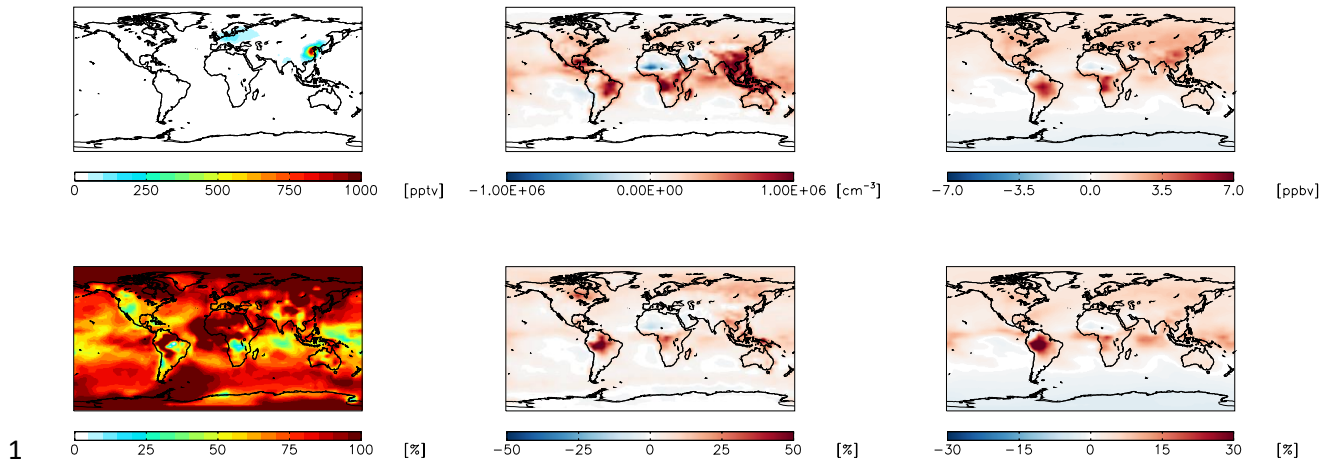 0 250 500 750 1000 [pptv]
-1.00E+06 0.00E+00 1.00E+06 [cm⁻³]
-7.0 -3.5 0.0 3.5 7.0 [ppbv]
1
0 25 50 75 100 [%]
-50 -25 0 25 50 [%]
-30 -15 0 15 30 [%]